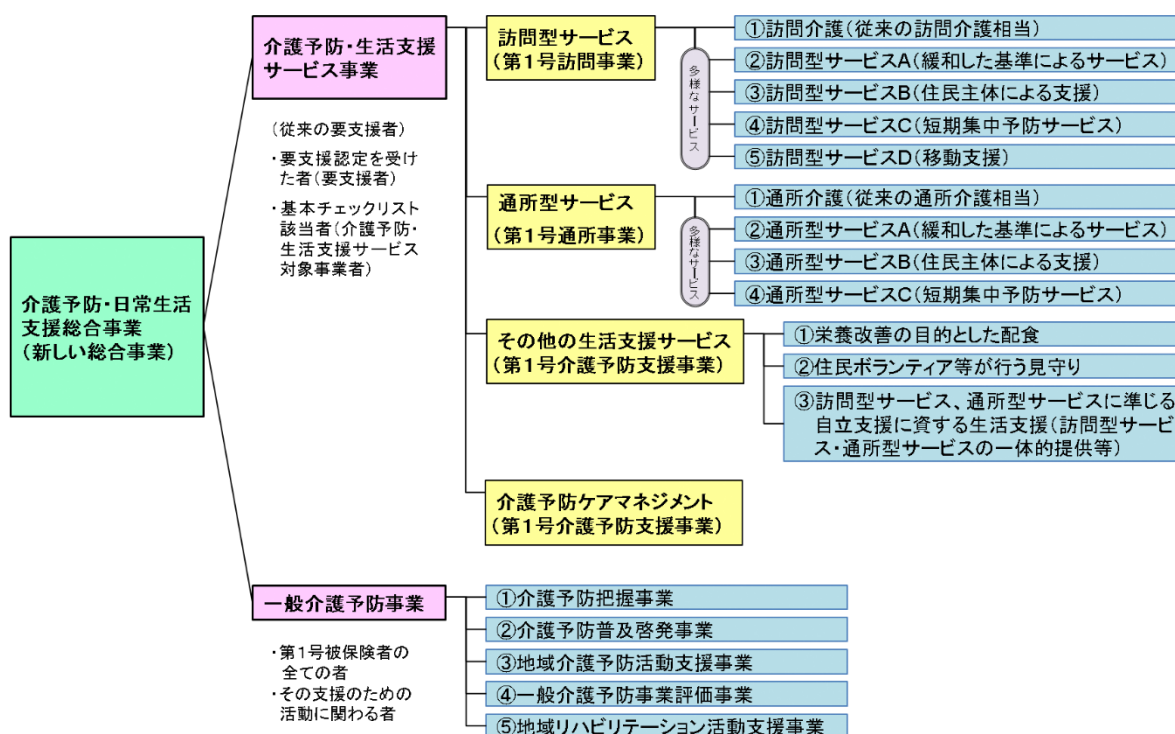 介護予防・日常生活
支援総合事業
(新しい総合事業)
介護予防・生活支援
サービス事業
(従来の要支援者)
・要支援認定を受け
た者(要支援者)
・基本チェックリスト
該当者(介護予防・
生活支援サービス
対象事業者)
訪問型サービス
(第1号訪問事業)
多様なサービス
①訪問介護(従来の訪問介護相当)
②訪問型サービスA(緩和した基準によるサービス)
③訪問型サービスB(住民主体による支援)
④訪問型サービスC(短期集中予防サービス)
⑤訪問型サービスD(移動支援)
通所型サービス
(第1号通所事業)
多様なサービス
①通所介護(従来の通所介護相当)
②通所型サービスA(緩和した基準によるサービス)
③通所型サービスB(住民主体による支援)
④通所型サービスC(短期集中予防サービス)
その他の生活支援サービス
(第1号介護予防支援事業)
①栄養改善の目的とした配食
②住民ボランティア等が行う見守り
③訪問型サービス、通所型サービスに準じる
自立支援に資する生活支援(訪問型サービ
ス・通所型サービスの一体的提供等)
介護予防ケアマネジメント
(第1号介護予防支援事業)
一般介護予防事業
・第1号被保険者の
全ての者
・その支援のための
活動に関わる者
①介護予防把握事業
②介護予防普及啓発事業
③地域介護予防活動支援事業
④一般介護予防事業評価事業
⑤地域リハビリテーション活動支援事業